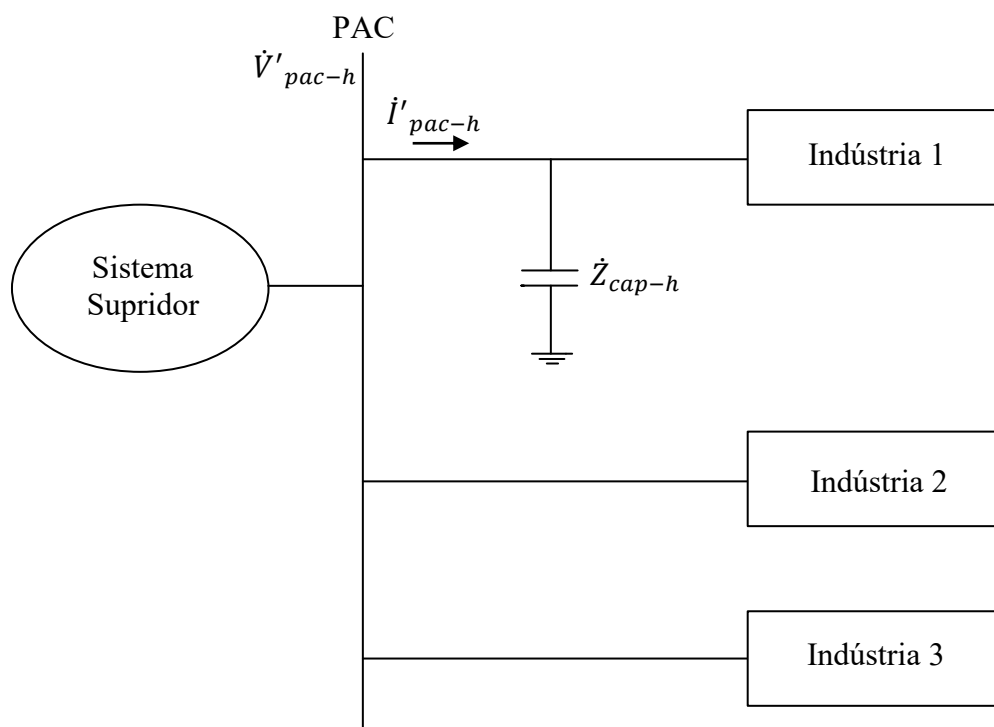 PAC
V̇'pac−h
İ'pac−h
Indústria 1
Sistema
Supridor
Żcap−h
Indústria 2
Indústria 3